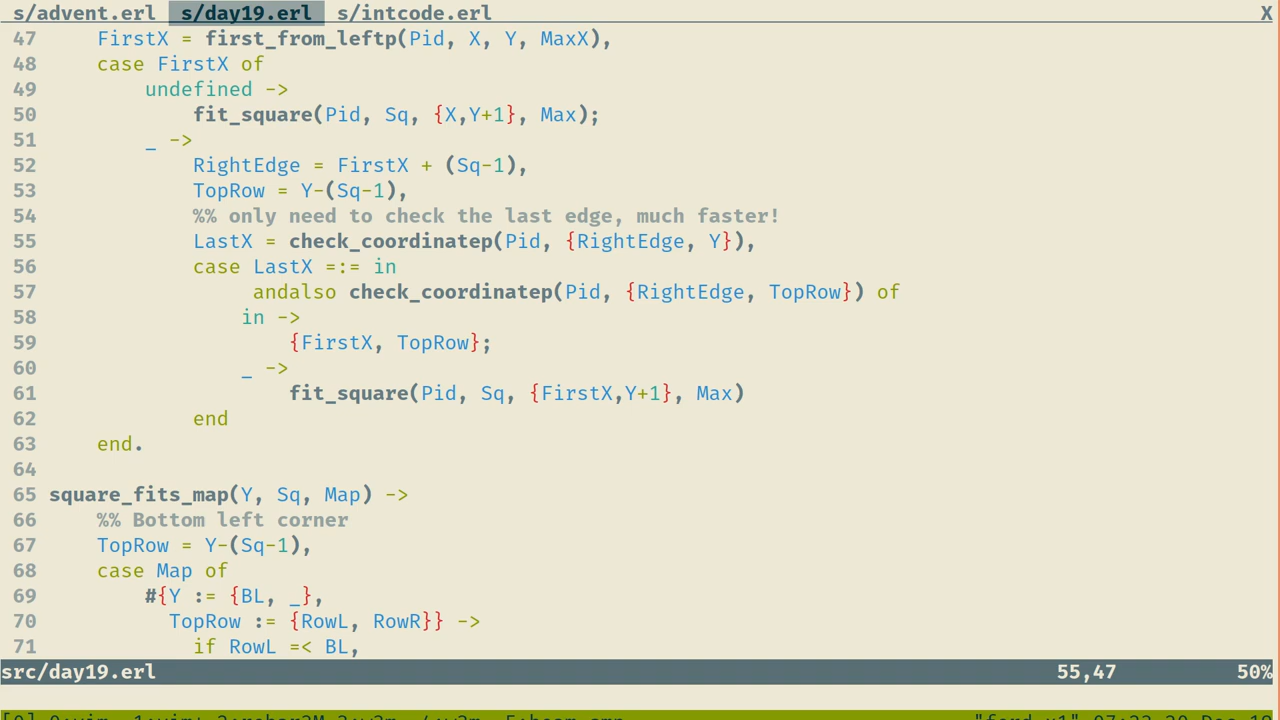 s/advent.erl s/day19.erl s/intcode.erl X
47 FirstX = first_from_leftp(Pid, X, Y, MaxX),
48 case FirstX of
49 undefined ->
50 fit_square(Pid, Sq, {X,Y+1}, Max);
51 _ ->
52 RightEdge = FirstX + (Sq-1),
53 TopRow = Y-(Sq-1),
54 %% only need to check the last edge, much faster!
55 LastX = check_coordinatep(Pid, {RightEdge, Y}),
56 case LastX =:= in
57 andalso check_coordinatep(Pid, {RightEdge, TopRow}) of
58 in ->
59 {FirstX, TopRow};
60 _ ->
61 fit_square(Pid, Sq, {FirstX,Y+1}, Max)
62 end
63 end.
64
65 square_fits_map(Y, Sq, Map) ->
66 %% Bottom left corner
67 TopRow = Y-(Sq-1),
68 case Map of
69 #{Y := {BL, _},
70 TopRow := {RowL, RowR}} ->
71 if RowL =< BL,
src/day19.erl 55,47 50%